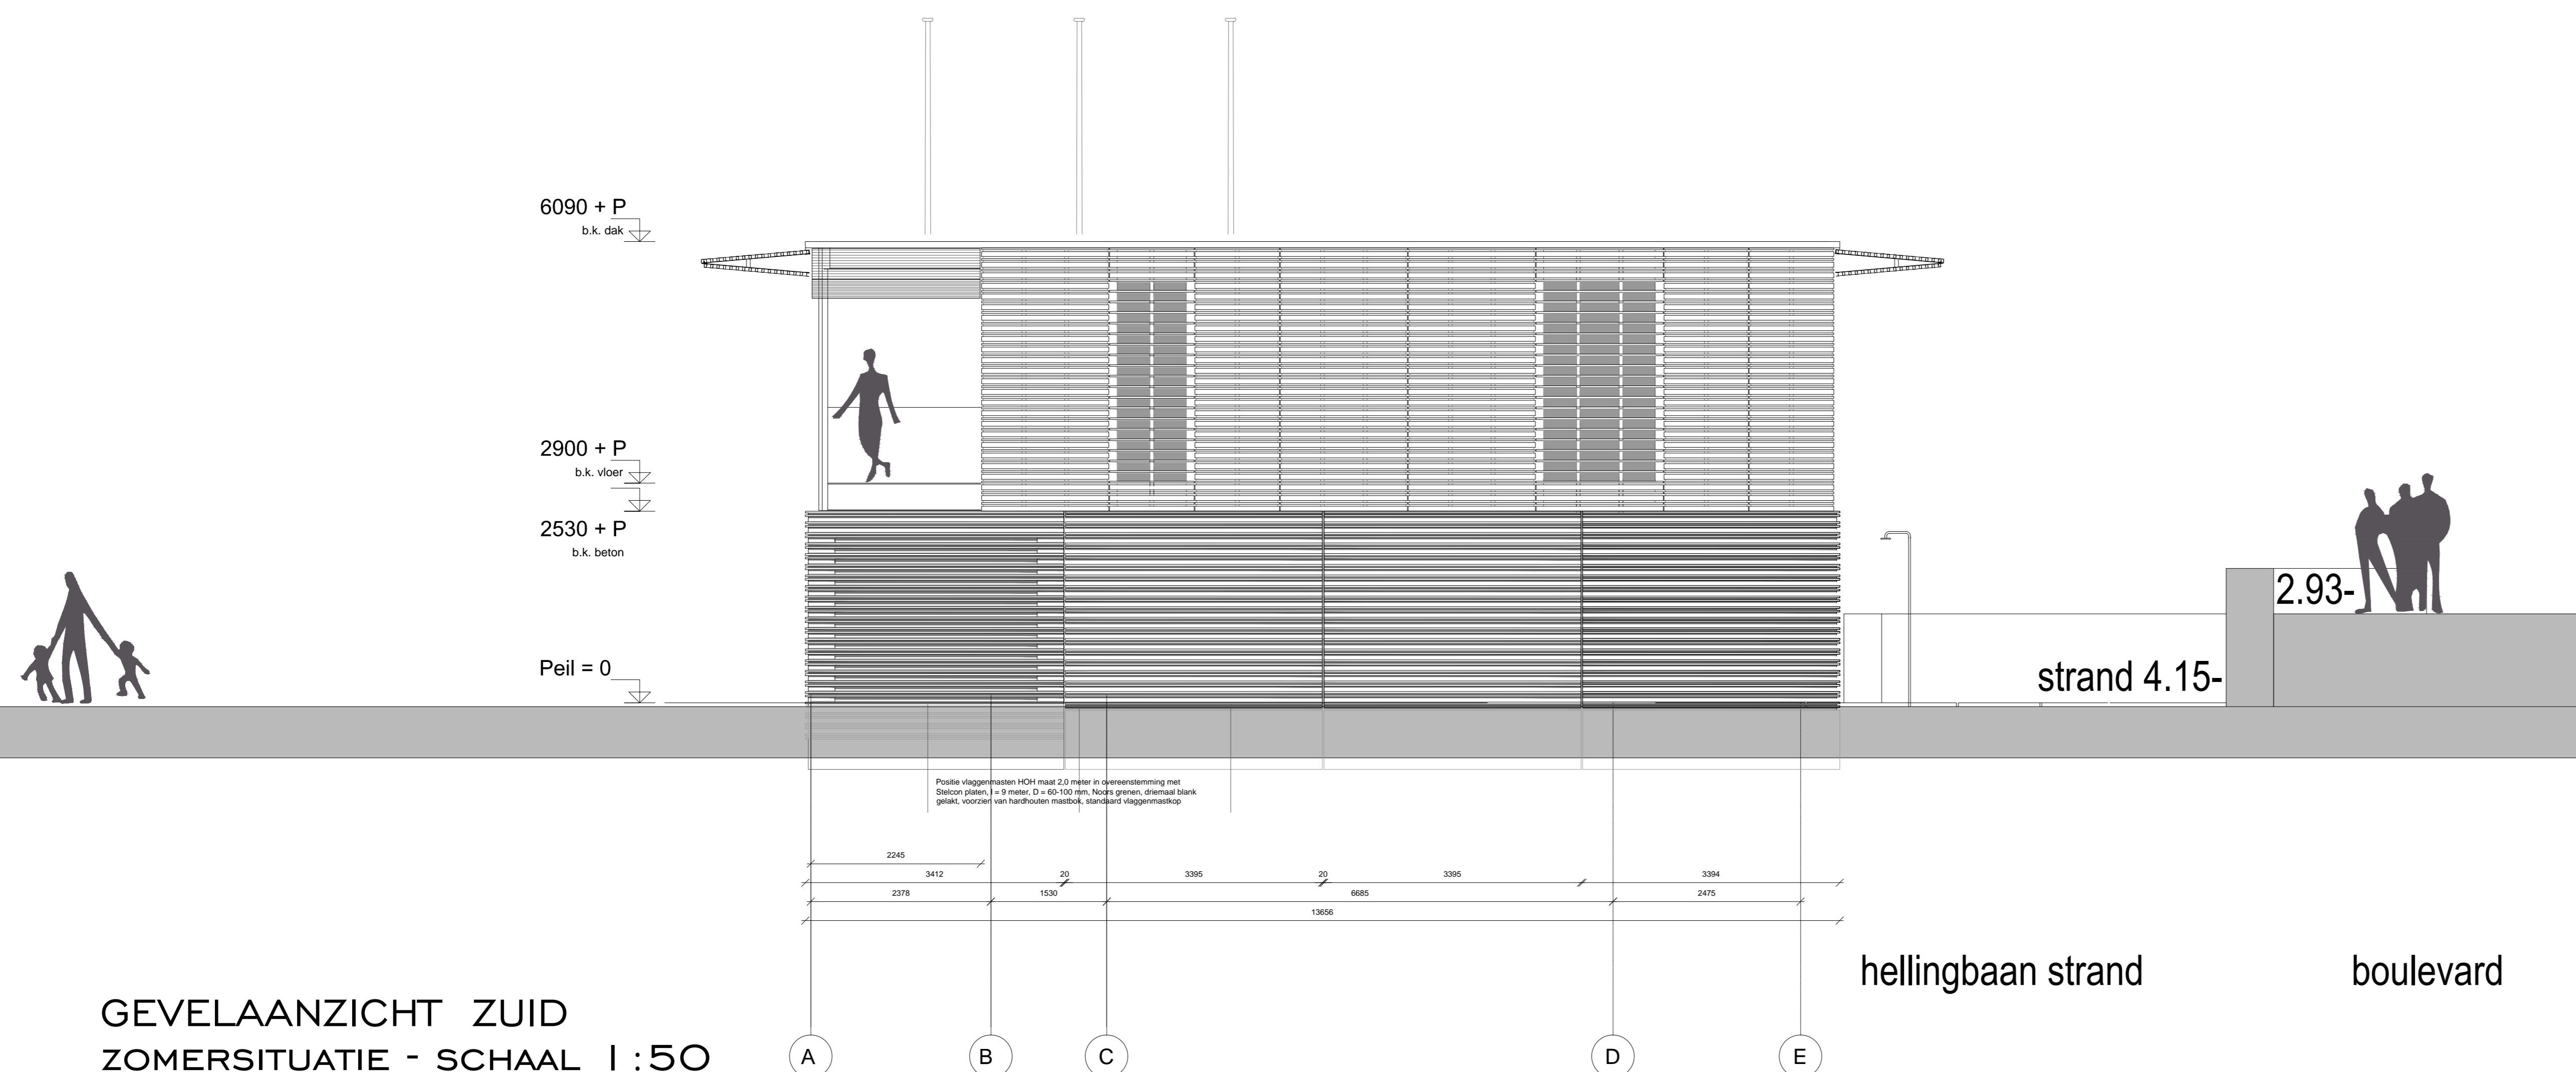 6090 + P
b.k. dak
2900 + P
b.k. vloer
2530 + P
b.k. beton
Peil = 0
2.93-
strand 4.15-
Positie vlaggenmasten HOH maat 2,0 meter in overeenstemming met
Stelcon platen, l = 9 meter, D = 60-100 mm, Noors grenen, driemaal blank
gelakt, voorzien van hardhouten mastbok, standaard vlaggenmastkop
2245
3412 20 3395 20 3395 3394
2378 1530 6685 2475
13656
hellingbaan strand boulevard
GEVELAANZICHT ZUID
ZOMERSITUATIE - SCHAAL 1:50
A B C D E